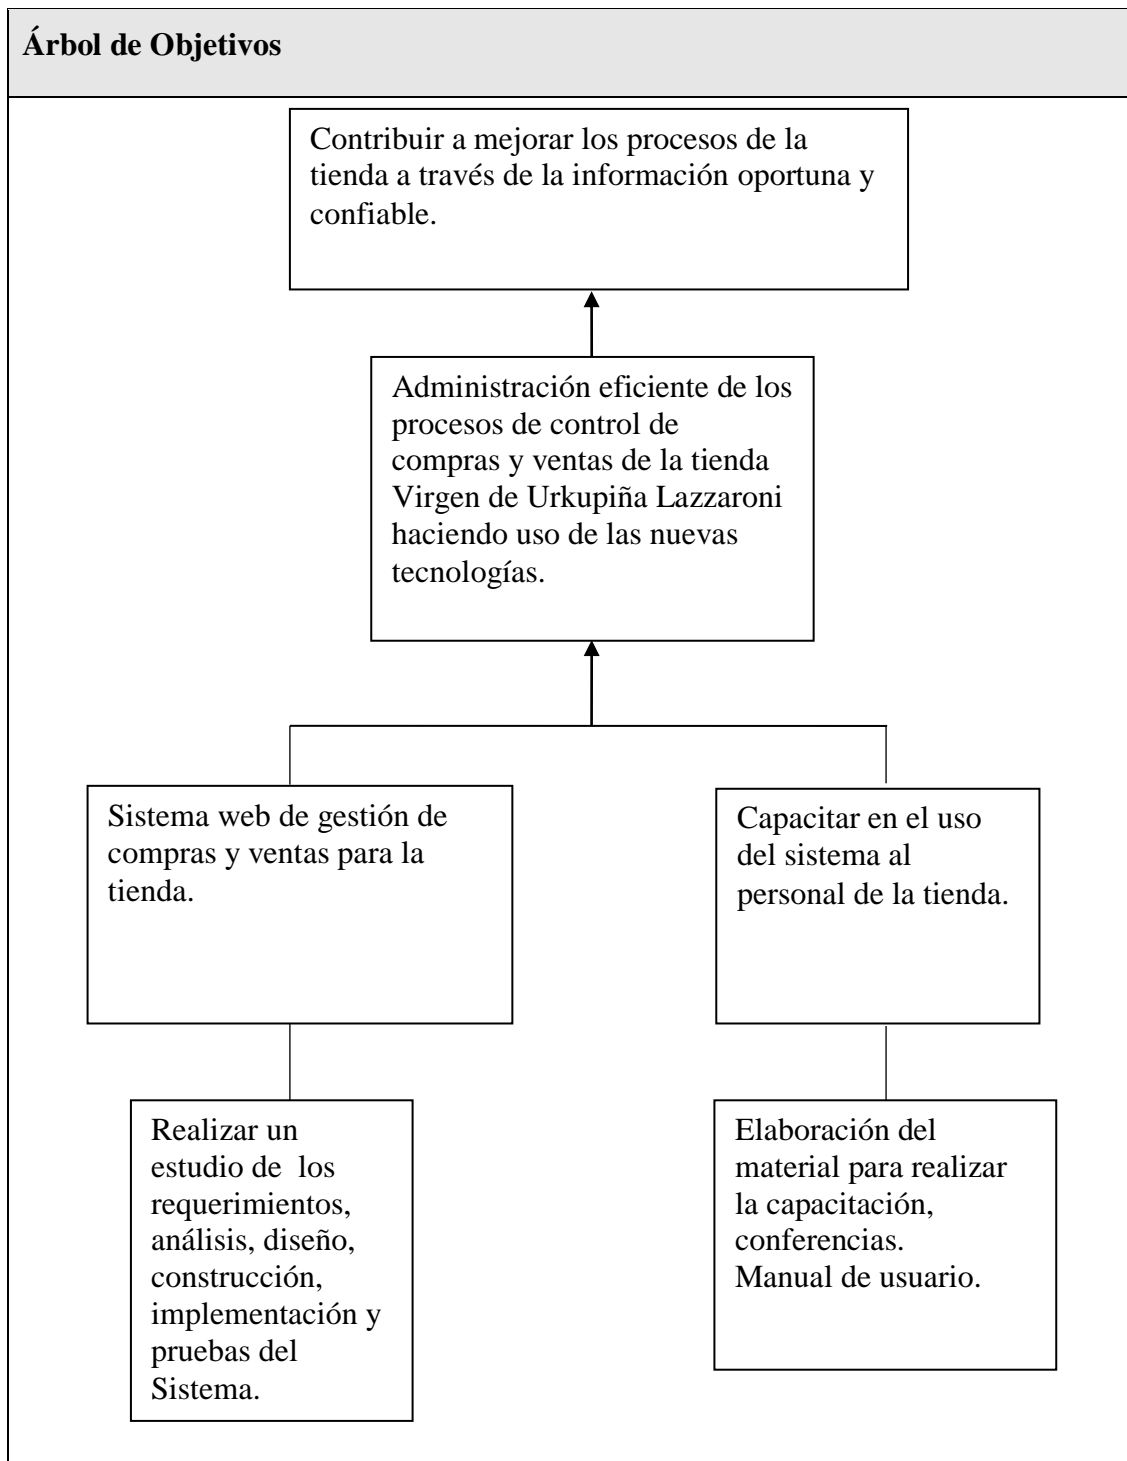 Árbol de Objetivos
Contribuir a mejorar los procesos de la
tienda a través de la información oportuna y
confiable.
Administración eficiente de los
procesos de control de
compras y ventas de la tienda
Virgen de Urkupiña Lazzaroni
haciendo uso de las nuevas
tecnologías.
Sistema web de gestión de
compras y ventas para la
tienda.
Capacitar en el uso
del sistema al
personal de la tienda.
Realizar un
estudio de  los
requerimientos,
análisis, diseño,
construcción,
implementación y
pruebas del
Sistema.
Elaboración del
material para realizar
la capacitación,
conferencias.
Manual de usuario.